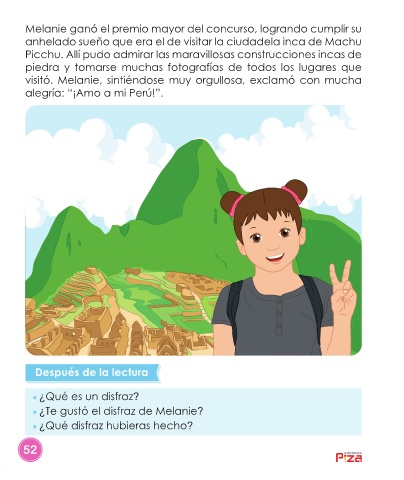 Melanie ganó el premio mayor del concurso, logrando cumplir su
anhelado sueño que era el de visitar la ciudadela inca de Machu
Picchu. Allí pudo admirar las maravillosas construcciones incas de
piedra y tomarse muchas fotografías de todos los lugares que
visitó. Melanie, sintiéndose muy orgullosa, exclamó con mucha
alegría: “¡Amo a mi Perú!”.
Después de la lectura
• ¿Qué es un disfraz?
• ¿Te gustó el disfraz de Melanie?
• ¿Qué disfraz hubieras hecho?
52
PIZA